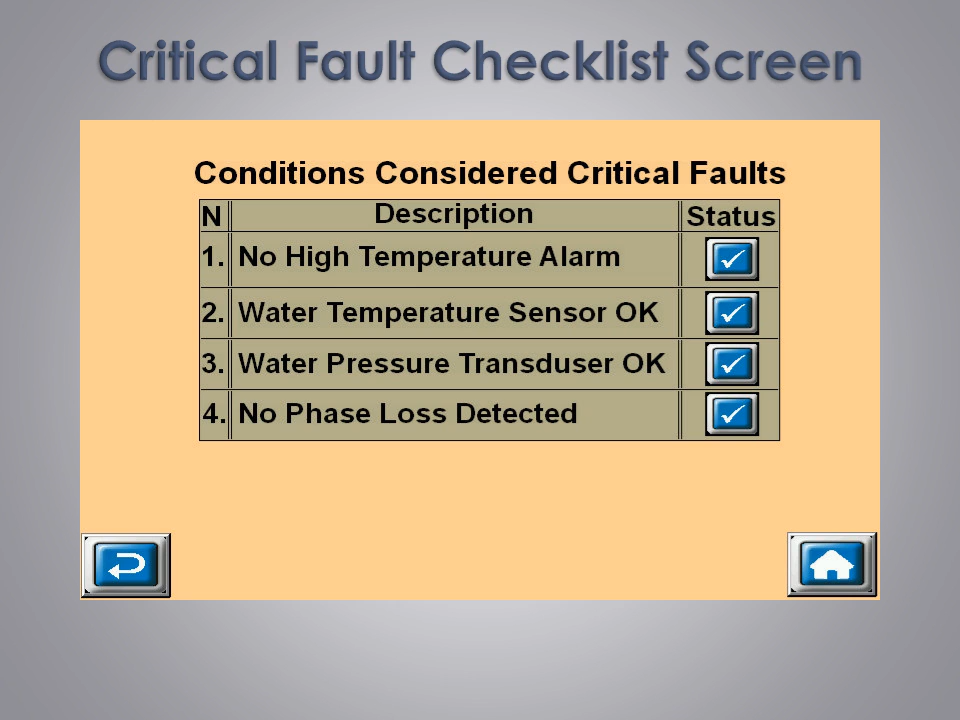 Critical Fault Checklist Screen
Conditions Considered Critical Faults
N Description Status
1. No High Temperature Alarm
2. Water Temperature Sensor OK
3. Water Pressure Transduser OK
4. No Phase Loss Detected